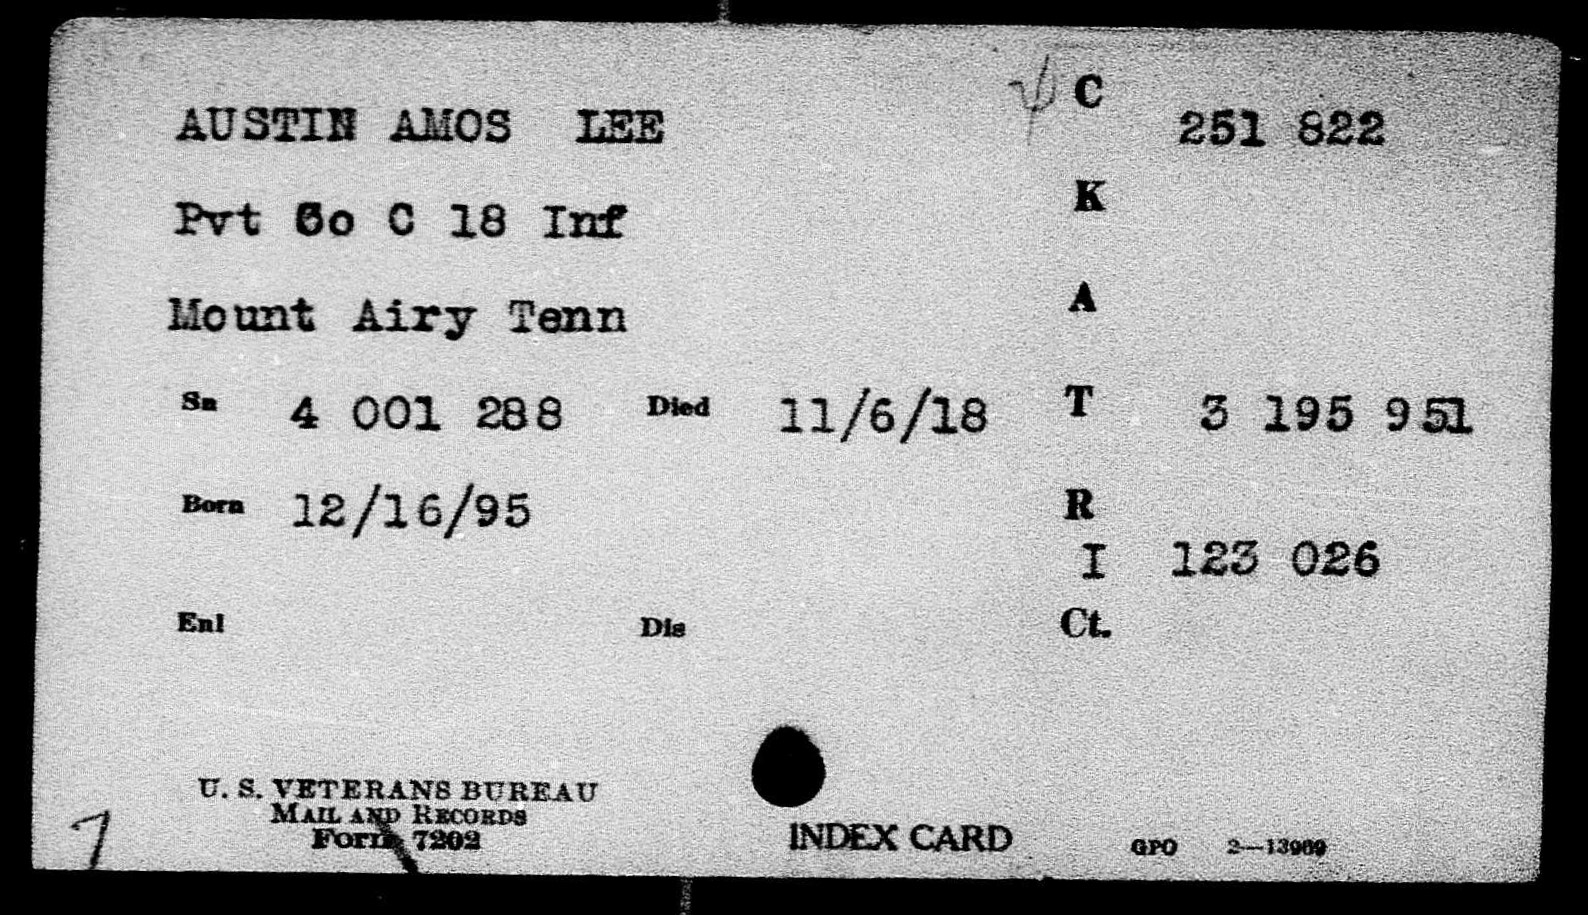 AUSTIN AMOS LEE
C 251 822
Pvt Co C 18 Inf
K
Mount Airy Tenn
A
Sn 4 001 288 Died 11/6/18
T 3 195 951
Born 12/16/95
R
I 123 026
Enl Dis
Ct.
U. S. VETERANS BUREAU
MAIL AND RECORDS
Form 7202
INDEX CARD
GPO 2—13969
7